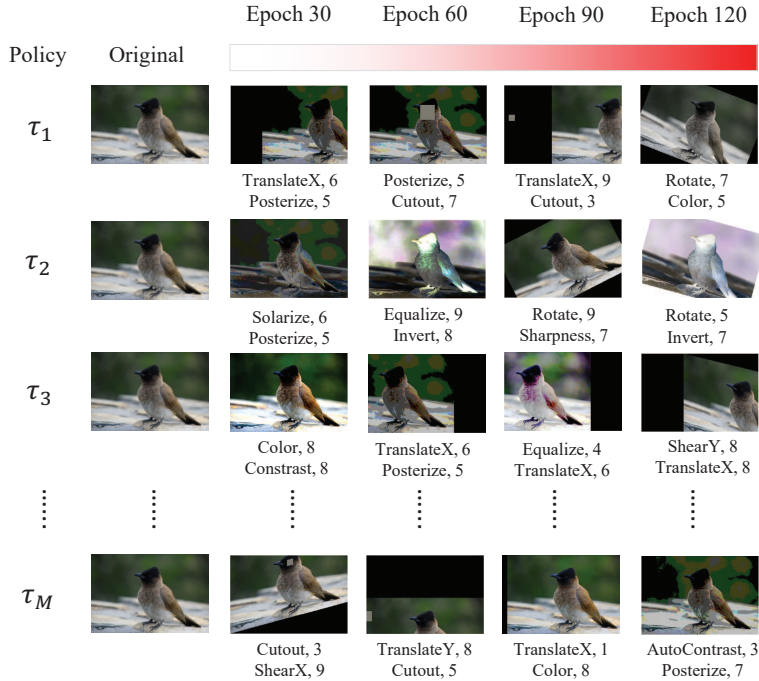 Epoch 30 Epoch 60 Epoch 90 Epoch 120
Policy Original
τ1
TranslateX, 6 Posterize, 5 TranslateX, 9 Rotate, 7
Posterize, 5 Cutout, 7 Cutout, 3 Color, 5
τ2
Solarize, 6 Equalize, 9 Rotate, 9 Rotate, 5
Posterize, 5 Invert, 8 Sharpness, 7 Invert, 7
τ3
Color, 8 TranslateX, 6 Equalize, 4 ShearY, 8
Constrast, 8 Posterize, 5 TranslateX, 6 TranslateX, 8
τM
Cutout, 3 TranslateY, 8 TranslateX, 1 AutoContrast, 3
ShearX, 9 Cutout, 5 Color, 8 Posterize, 7